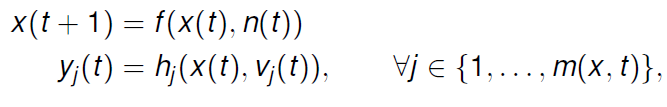 x(t + 1) = f(x(t), n(t))
y_j(t) = h_j(x(t), v_j(t)), ∀j ∈ {1, . . . , m(x, t)},